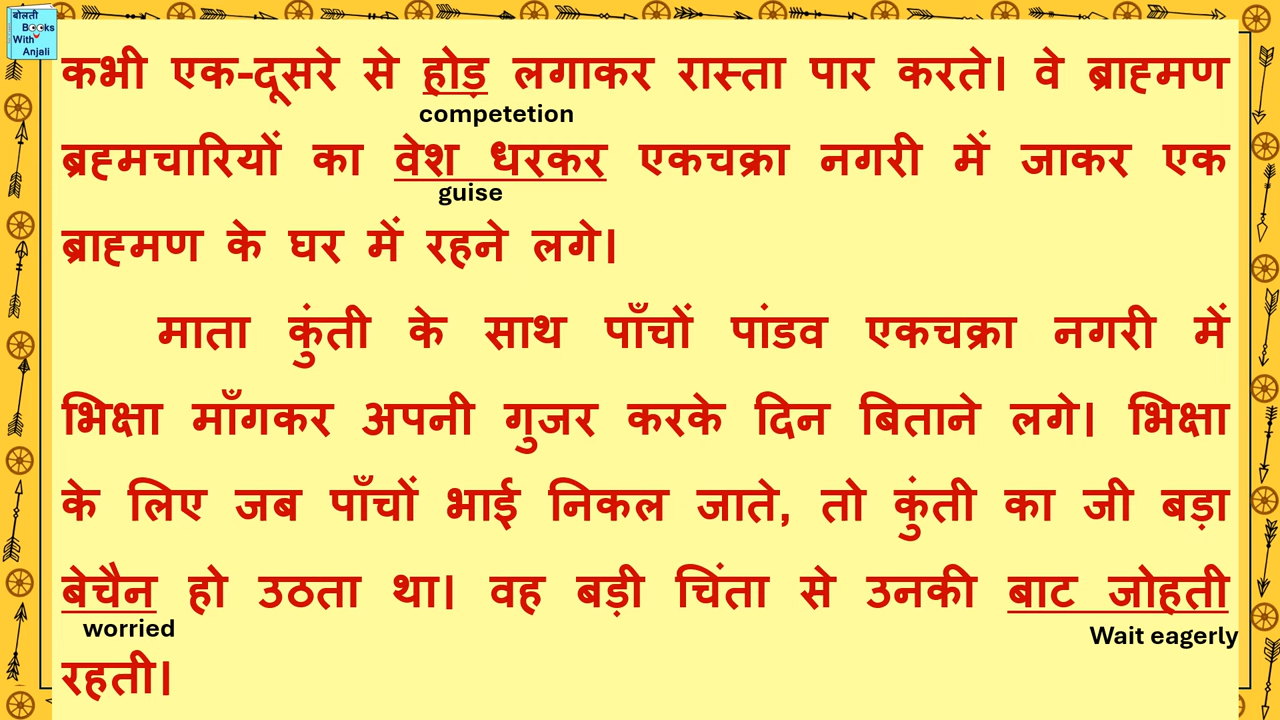 बोलती
Books
With
Anjali
कभी एक-दूसरे से होड़ लगाकर रास्ता पार करते। वे ब्राह्मण
competetion
ब्रह्मचारियों का वेश धरकर एकचक्रा नगरी में जाकर एक
guise
ब्राह्मण के घर में रहने लगे।
माता कुंती के साथ पाँचों पांडव एकचक्रा नगरी में
भिक्षा माँगकर अपनी गुजर करके दिन बिताने लगे। भिक्षा
के लिए जब पाँचों भाई निकल जाते, तो कुंती का जी बड़ा
बेचैन हो उठता था। वह बड़ी चिंता से उनकी बाट जोहती
worried
Wait eagerly
रहती।